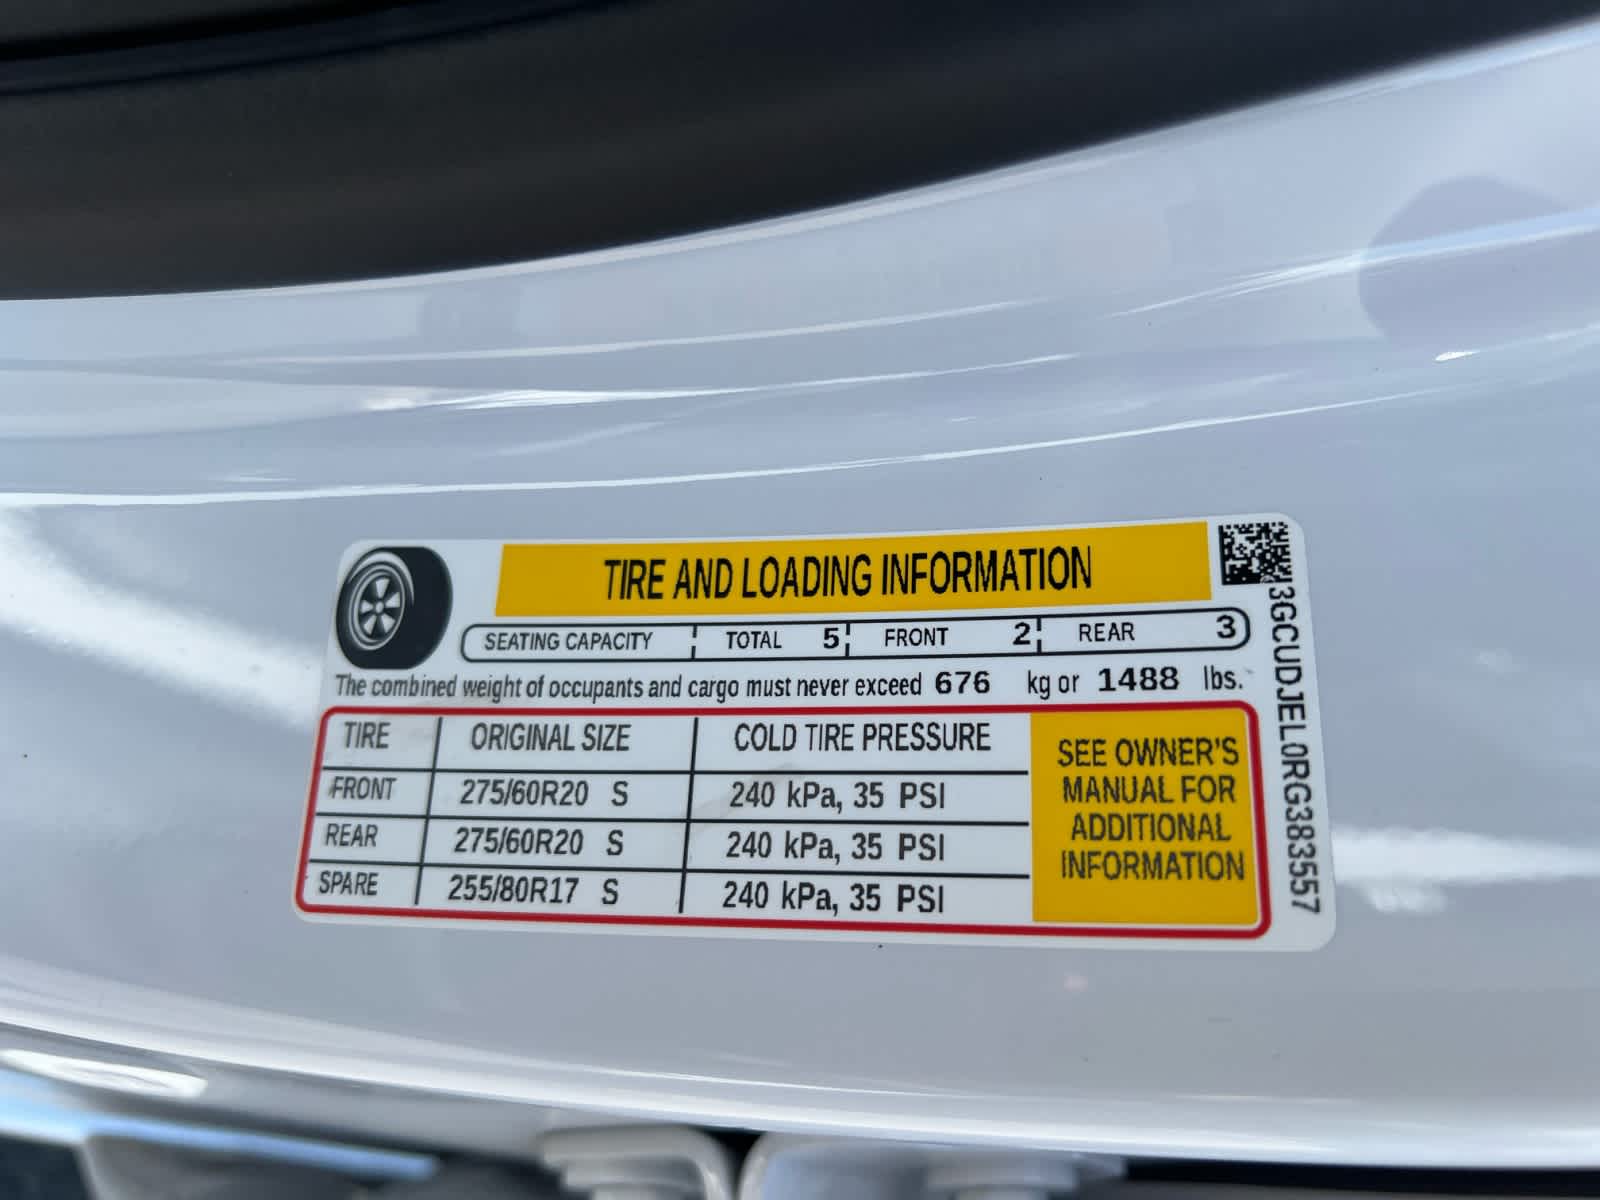 TIRE AND LOADING INFORMATION
SEATING CAPACITY TOTAL 5 FRONT 2 REAR 3
The combined weight of occupants and cargo must never exceed 676 kg or 1488 lbs.
TIRE ORIGINAL SIZE COLD TIRE PRESSURE
FRONT 275/60R20 S 240 kPa, 35 PSI
REAR 275/60R20 S 240 kPa, 35 PSI
SPARE 255/80R17 S 240 kPa, 35 PSI
SEE OWNER'S
MANUAL FOR
ADDITIONAL
INFORMATION
3GCUDJEL0RG383557